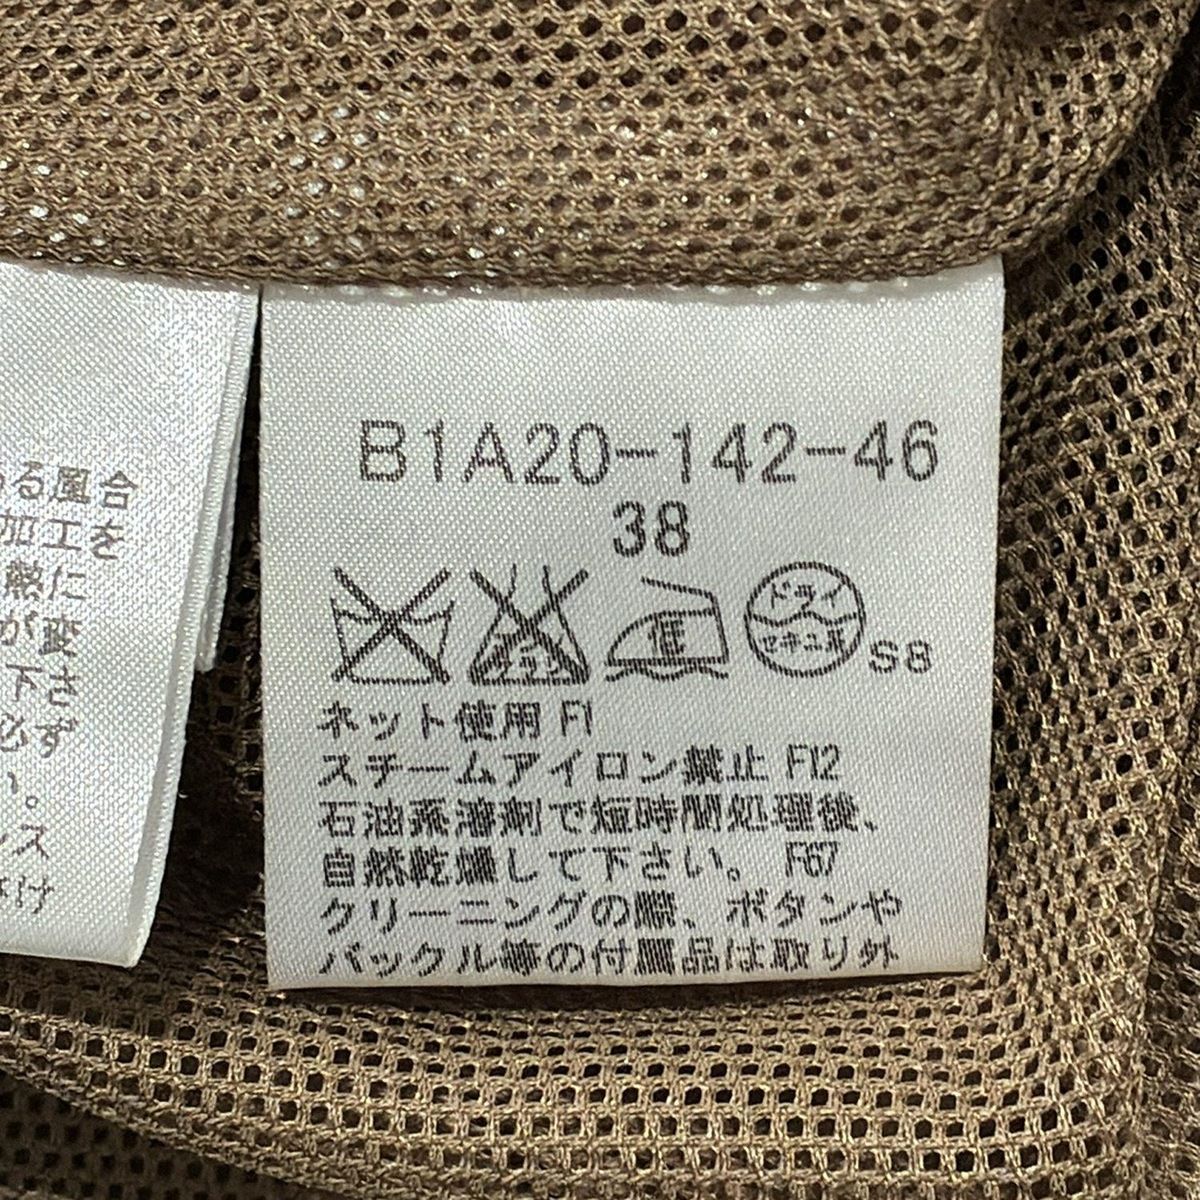 B1A20-142-46
38
低
ドライ
セキユ系
S8
ネット使用 F1
スチームアイロン禁止 F12
石油系溶剤で短時間処理後、
自然乾燥して下さい。 F67
クリーニングの際、ボタンや
バックル等の付属品は取り外
る風合
加工を
に
が変
下さ
必ず
い。
ンス
け